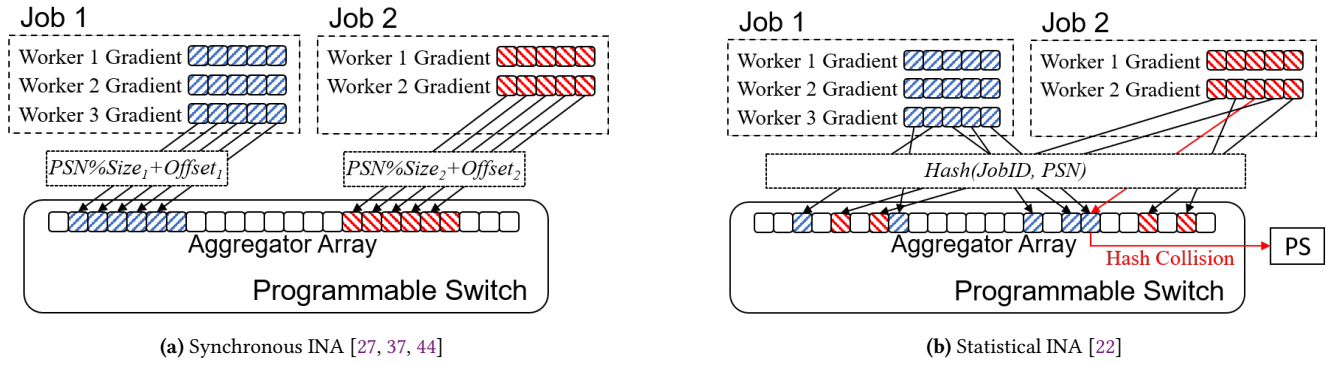 Job 1
Worker 1 Gradient
Worker 2 Gradient
Worker 3 Gradient
Job 2
Worker 1 Gradient
Worker 2 Gradient
PSN%Size1+Offset1
PSN%Size2+Offset2
Aggregator Array
Programmable Switch
(a) Synchronous INA [27, 37, 44]
Job 1
Worker 1 Gradient
Worker 2 Gradient
Worker 3 Gradient
Job 2
Worker 1 Gradient
Worker 2 Gradient
Hash(JobID, PSN)
Aggregator Array
Hash Collision
PS
Programmable Switch
(b) Statistical INA [22]